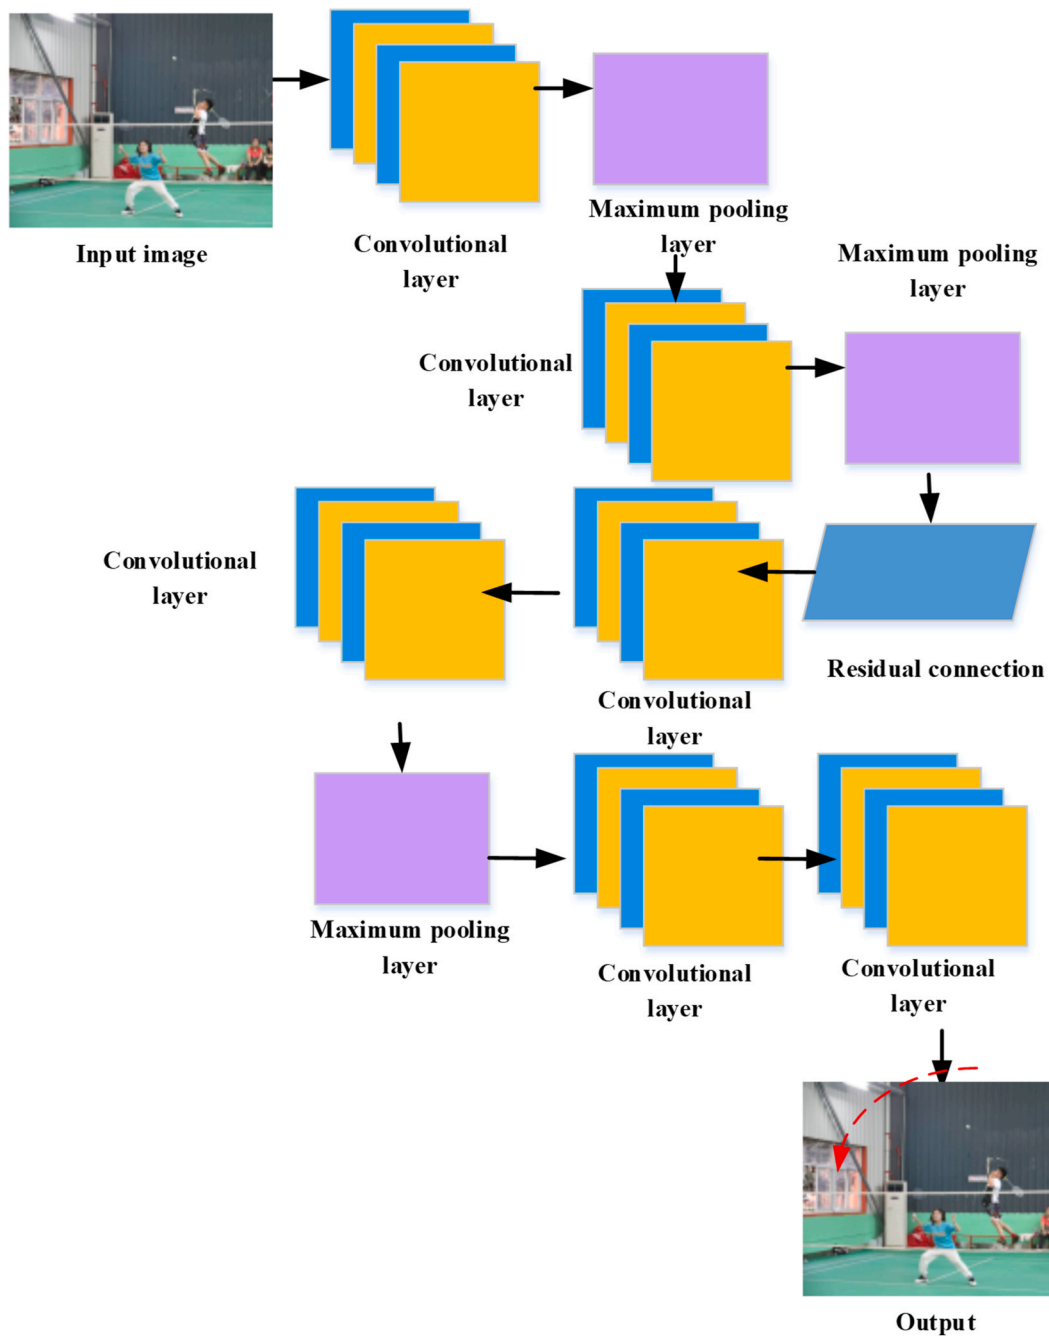 Input image
Convolutional
layer
Maximum pooling
layer
Maximum pooling
layer
Convolutional
layer
Residual connection
Convolutional
layer
Convolutional
layer
Maximum pooling
layer
Convolutional
layer
Convolutional
layer
Output